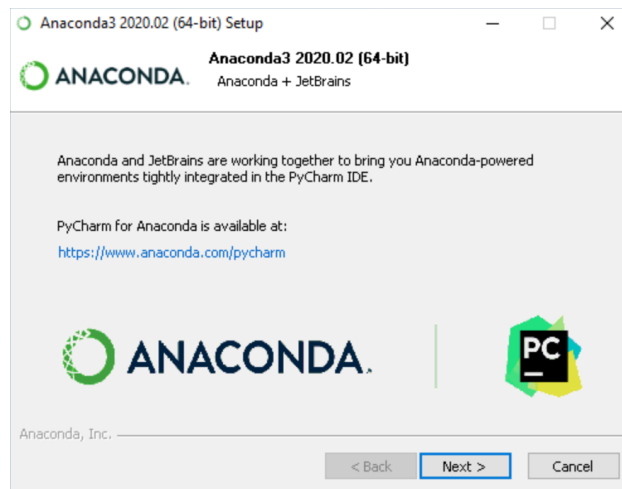 Anaconda3 2020.02 (64-bit) Setup
ANACONDA.
Anaconda3 2020.02 (64-bit)
Anaconda + JetBrains
Anaconda and JetBrains are working together to bring you Anaconda-powered
environments tightly integrated in the PyCharm IDE.
PyCharm for Anaconda is available at:
https://www.anaconda.com/pycharm
ANACONDA.
PC
Anaconda, Inc.
< Back
Next >
Cancel